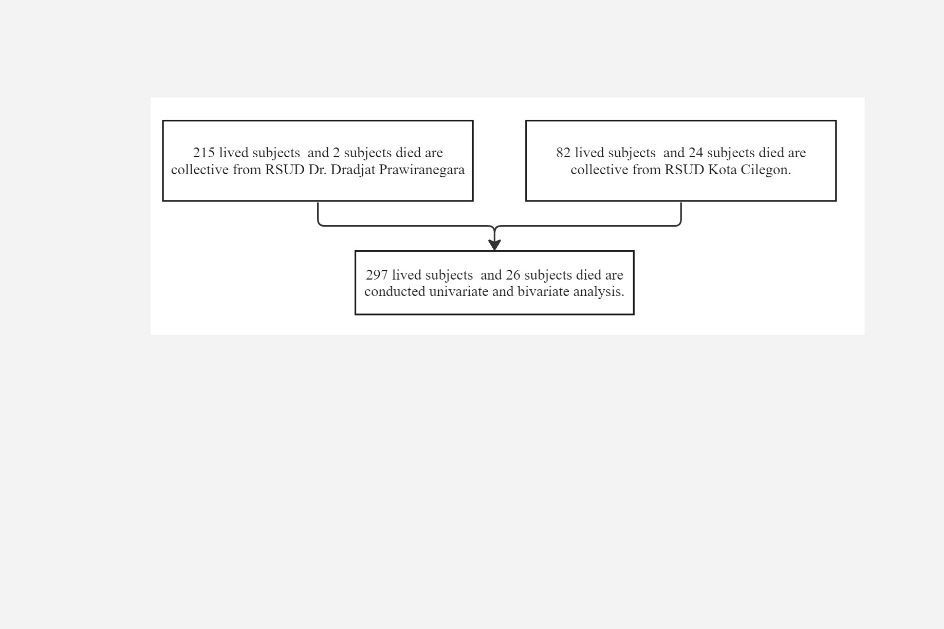 215 lived subjects  and 2 subjects died are
collective from RSUD Dr. Dradjat Prawiranegara
82 lived subjects  and 24 subjects died are
collective from RSUD Kota Cilegon.
297 lived subjects  and 26 subjects died are
conducted univariate and bivariate analysis.